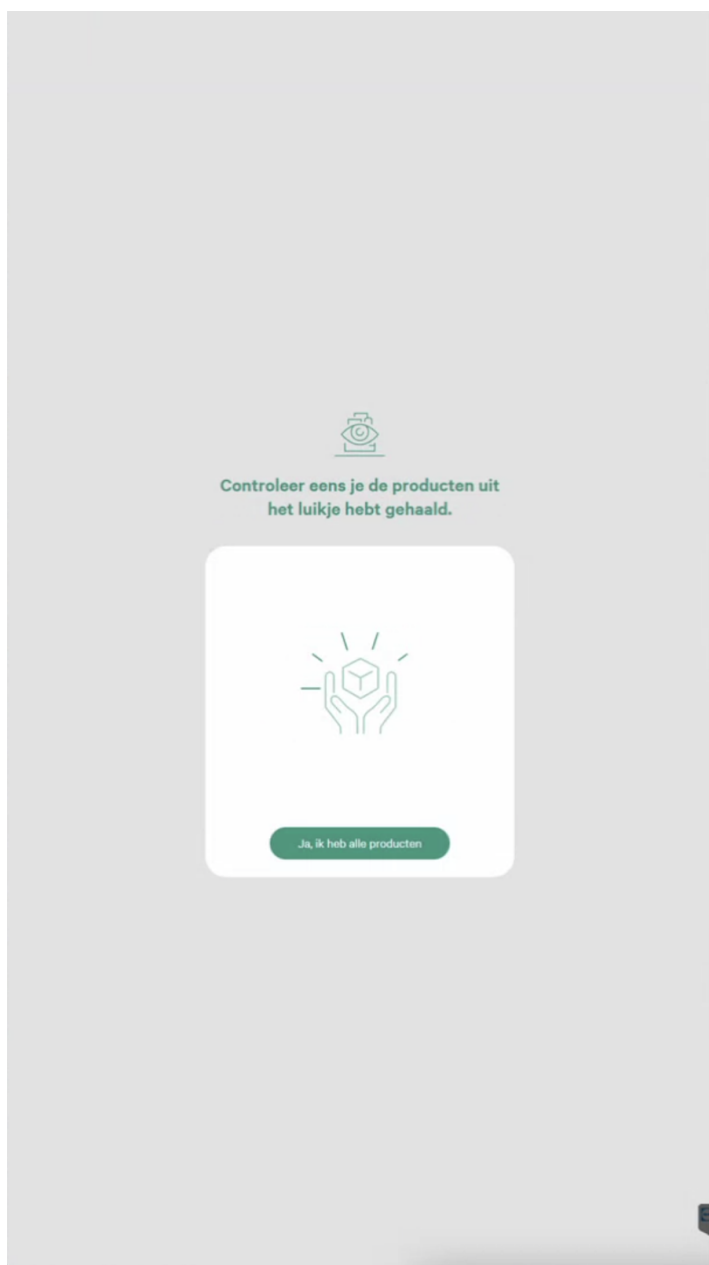 Controleer eens je de producten uit
het luikje hebt gehaald.
Ja, ik heb alle producten